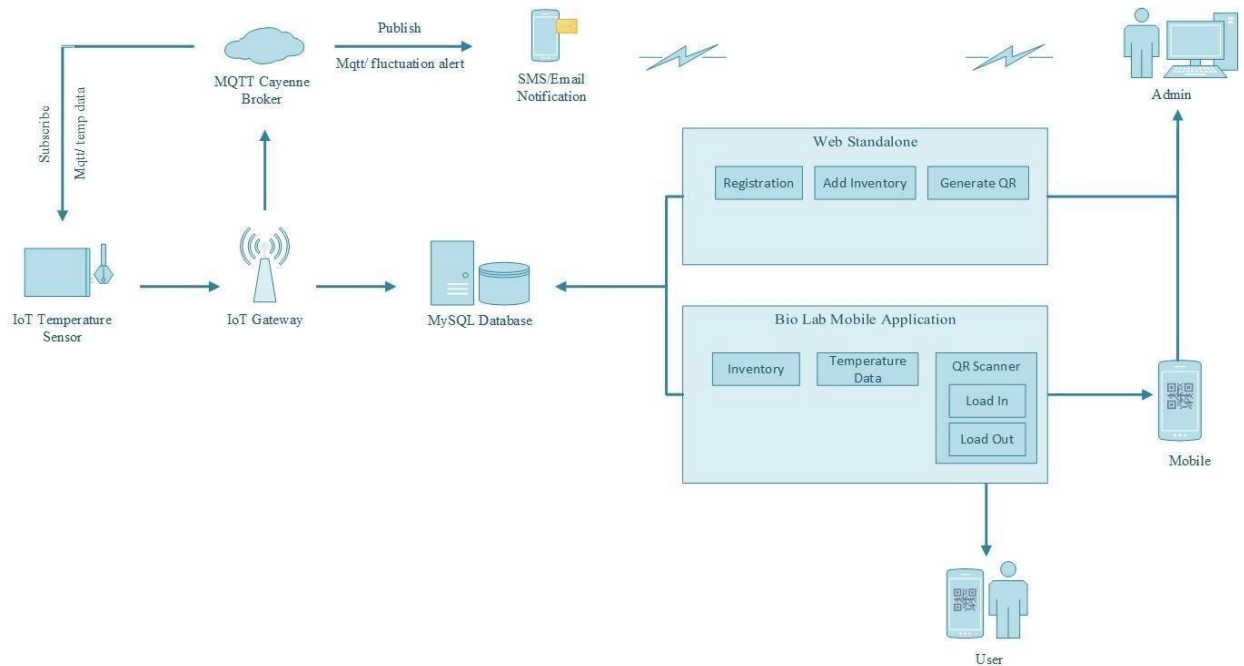 Publish
Mqtt/ fluctuation alert
MQTT Cayenne
Broker
SMS/Email
Notification
Admin
Subscribe
Mqtt/ temp data
Web Standalone
Registration
Add Inventory
Generate QR
IoT Temperature
Sensor
IoT Gateway
MySQL Database
Bio Lab Mobile Application
Inventory
Temperature
Data
QR Scanner
Load In
Load Out
Mobile
User